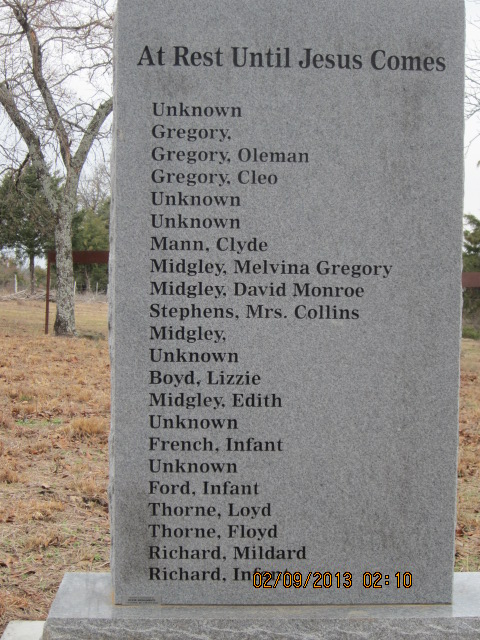 At Rest Until Jesus Comes
Unknown
Gregory,
Gregory, Oleman
Gregory, Cleo
Unknown
Unknown
Mann, Clyde
Midgley, Melvina Gregory
Midgley, David Monroe
Stephens, Mrs. Collins
Midgley,
Unknown
Boyd, Lizzie
Midgley, Edith
Unknown
French, Infant
Unknown
Ford, Infant
Thorne, Loyd
Thorne, Floyd
Richard, Mildard
Richard, Infant
02/09/2013 02:10